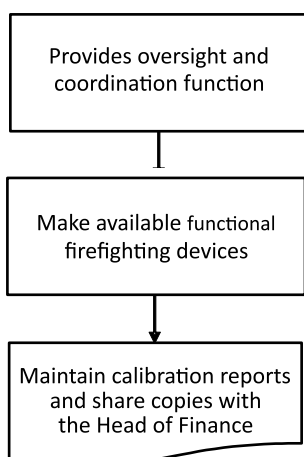 Provides oversight and
coordination function
Make available functional
firefighting devices
Maintain calibration reports
and share copies with
the Head of Finance